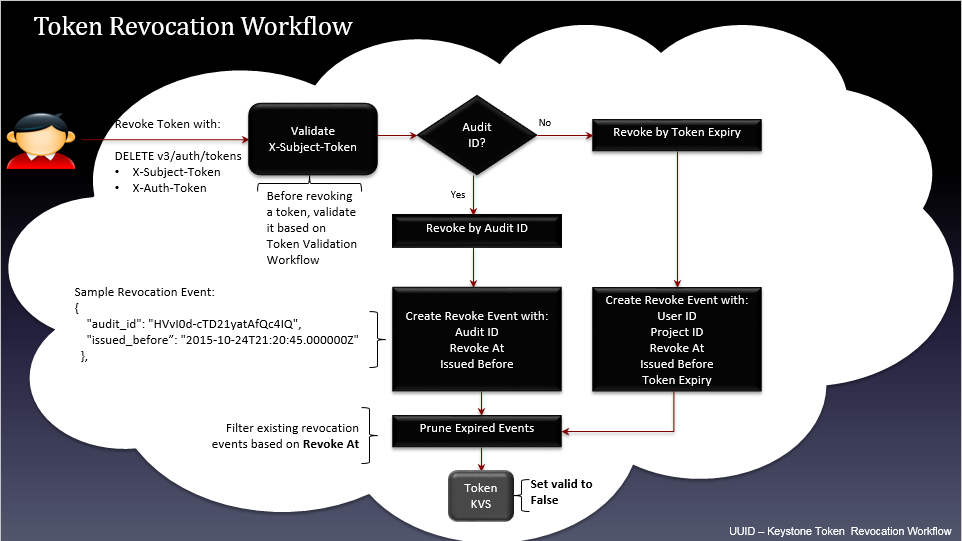 Token Revocation Workflow
Revoke Token with:
DELETE v3/auth/tokens
• X-Subject-Token
• X-Auth-Token
Validate
X-Subject-Token
Before revoking
a token, validate
it based on
Token Validation
Workflow
Audit
ID?
No
Revoke by Token Expiry
Yes
Revoke by Audit ID
Sample Revocation Event:
{
"audit_id": "HVvI0d-cTD21yatAfQc4IQ",
"issued_before”: "2015-10-24T21:20:45.000000Z"
},
Create Revoke Event with:
Audit ID
Revoke At
Issued Before
Create Revoke Event with:
User ID
Project ID
Revoke At
Issued Before
Token Expiry
Filter existing revocation
events based on Revoke At
Prune Expired Events
Token
KVS
Set valid to
False
UUID – Keystone Token Revocation Workflow